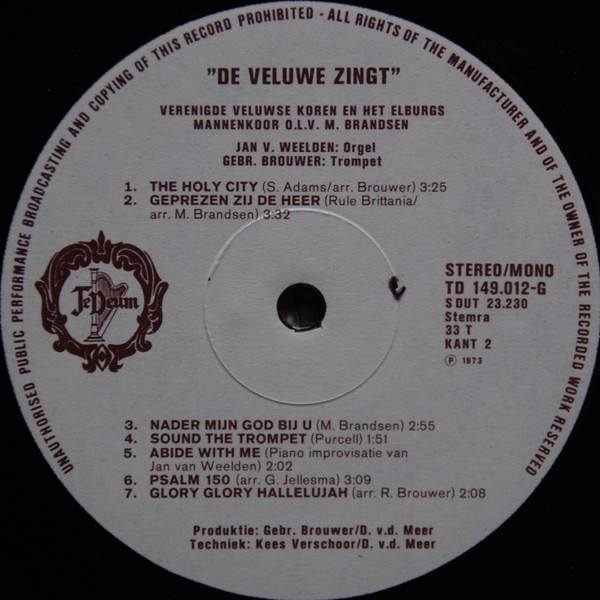 UNAUTHORISED PUBLIC PERFORMANCE BROADCASTING AND COPYING OF THIS RECORD PROHIBITED - ALL RIGHTS OF THE MANUFACTURER AND OF THE OWNER OF THE RECORDED WORK RESERVED
"DE VELUWE ZINGT"
VERENIGDE VELUWSE KOREN EN HET ELBURGS
MANNENKOOR O.L.V. M. BRANDSEN
JAN V. WEELDEN: Orgel
GEBR. BROUWER: Trompet
1. THE HOLY CITY (S. Adams/arr. Brouwer) 3:25
2. GEPREZEN ZIJ DE HEER (Rule Brittania/
arr. M. Brandsen) 3.32
TeDeum
STEREO/MONO
TD 149.012-G
SDUT 23.230
Stemra
33 T
KANT 2
℗ 1973
3. NADER MIJN GOD BIJ U (M. Brandsen) 2:55
4. SOUND THE TROMPET (Purcell) 1:51
5. ABIDE WITH ME (Piano improvisatie van
Jan van Weelden) 2:02
6. PSALM 150 (arr. G. Jellesma) 3:09
7. GLORY GLORY HALLELUJAH (arr. R. Brouwer) 2:08
Produktie: Gebr. Brouwer/D. v.d. Meer
Techniek: Kees Verschoor/D. v.d. Meer